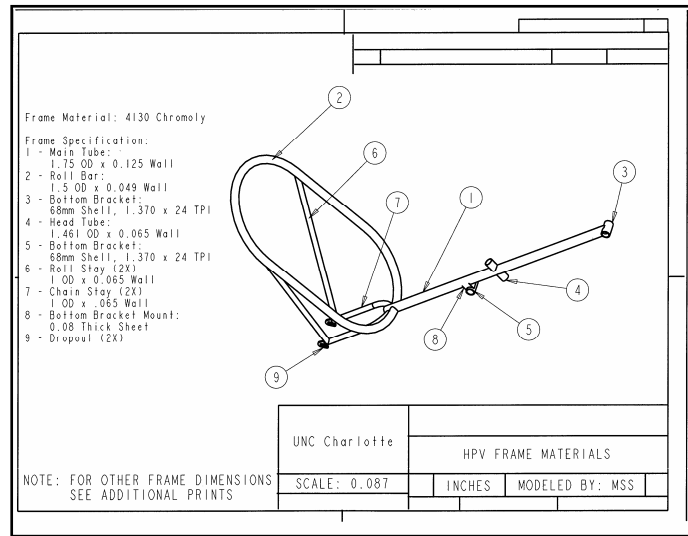 Frame Material: 4130 Chromoly
Frame Specification:
1 - Main Tube:
1.75 OD x 0.125 Wall
2 - Roll Bar:
1.5 OD x 0.049 Wall
3 - Bottom Bracket:
68mm Shell, 1.370 x 24 TPI
4 - Head Tube:
1.461 OD x 0.065 Wall
5 - Bottom Bracket:
68mm Shell, 1.370 x 24 TPI
6 - Roll Stay (2X)
1 OD x 0.065 Wall
7 - Chain Stay (2X)
1 OD x .065 Wall
8 - Bottom Bracket Mount:
0.08 Thick Sheet
9 - Dropout (2X)
2
6
7
1
3
4
5
8
9
NOTE: FOR OTHER FRAME DIMENSIONS
SEE ADDITIONAL PRINTS
UNC Charlotte
SCALE: 0.087
HPV FRAME MATERIALS
INCHES
MODELED BY: MSS